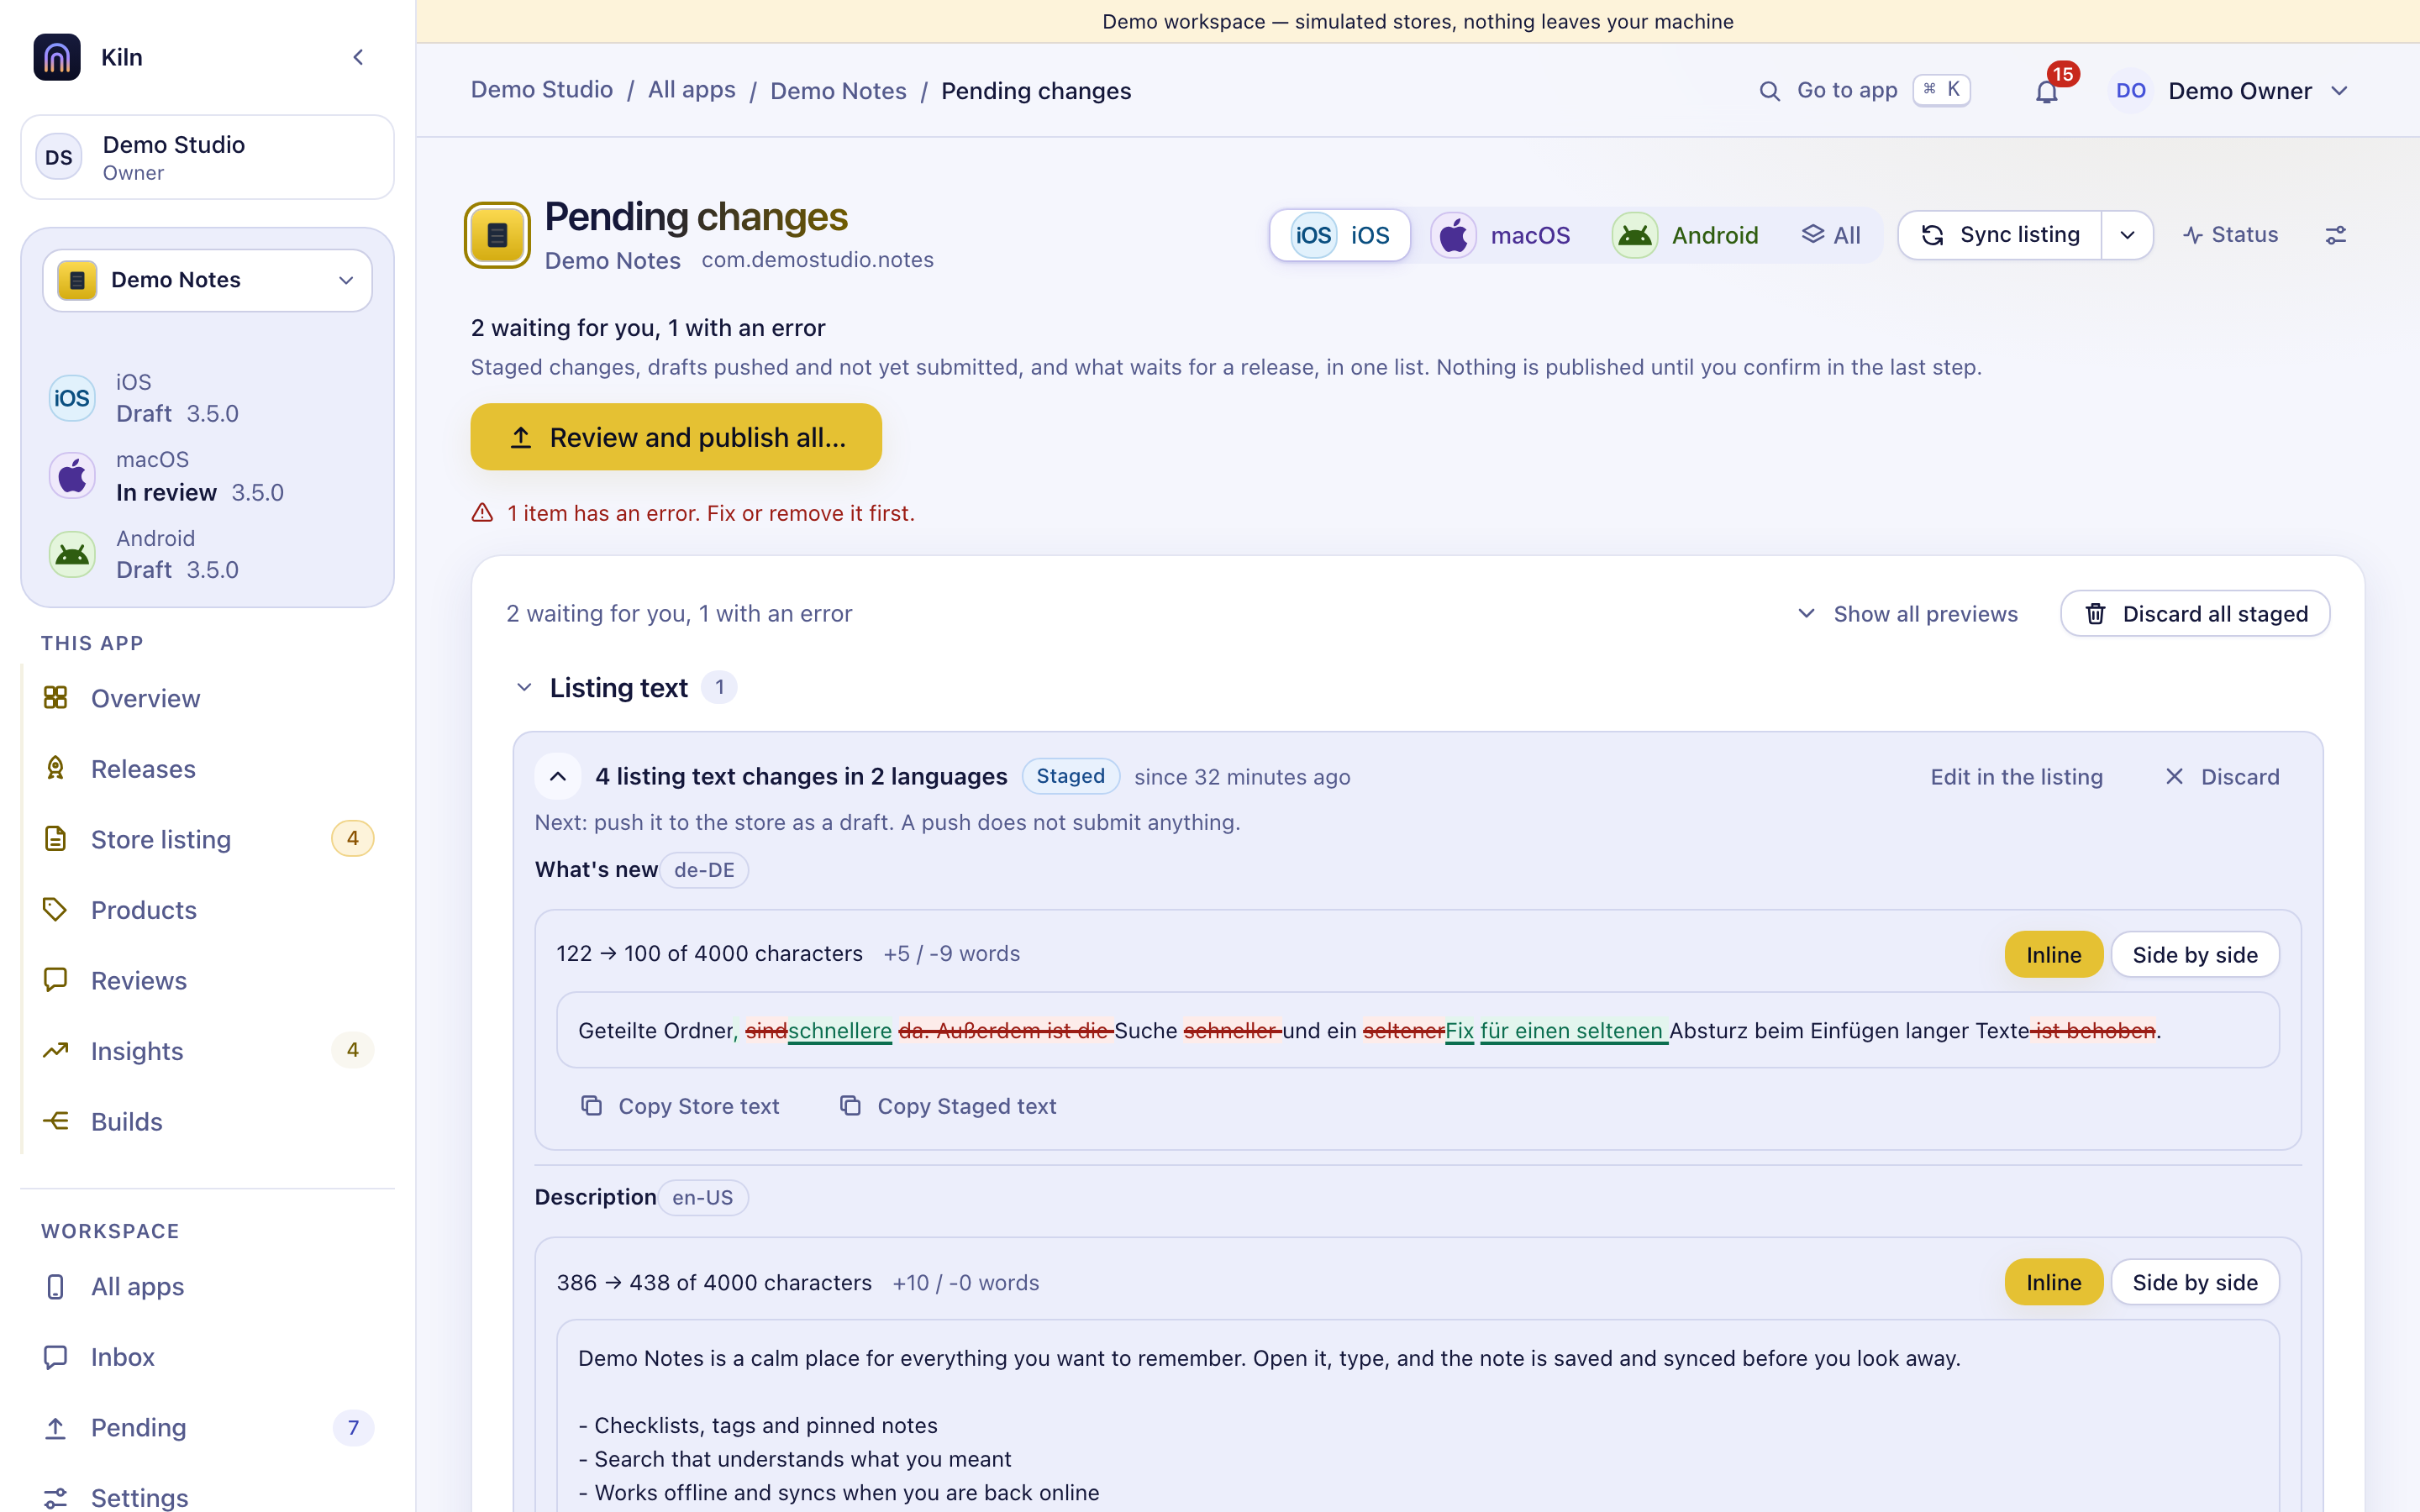 Demo workspace — simulated stores, nothing leaves your machine
Kiln
DS
Demo Studio
Owner
Demo Notes
iOS
iOS
Draft 3.5.0
macOS
In review 3.5.0
Android
Draft 3.5.0
THIS APP
Overview
Releases
Store listing 4
Products
Reviews
Insights 4
Builds
WORKSPACE
All apps
Inbox
Pending 7
Settings
Demo Studio / All apps / Demo Notes / Pending changes
Go to app ⌘ K
15
DO Demo Owner
Pending changes
Demo Notes com.demostudio.notes
iOS iOS macOS Android All
Sync listing
Status
2 waiting for you, 1 with an error
Staged changes, drafts pushed and not yet submitted, and what waits for a release, in one list. Nothing is published until you confirm in the last step.
Review and publish all...
1 item has an error. Fix or remove it first.
2 waiting for you, 1 with an error
Show all previews
Discard all staged
Listing text 1
4 listing text changes in 2 languages Staged since 32 minutes ago
Edit in the listing
Discard
Next: push it to the store as a draft. A push does not submit anything.
What's new de-DE
122 → 100 of 4000 characters +5 / -9 words
Inline Side by side
Geteilte Ordner, sindschnellere da. Außerdem ist die Suche schneller und ein seltenerFix für einen seltenen Absturz beim Einfügen langer Texte ist behoben.
Copy Store text Copy Staged text
Description en-US
386 → 438 of 4000 characters +10 / -0 words
Inline Side by side
Demo Notes is a calm place for everything you want to remember. Open it, type, and the note is saved and synced before you look away.
- Checklists, tags and pinned notes
- Search that understands what you meant
- Works offline and syncs when you are back online